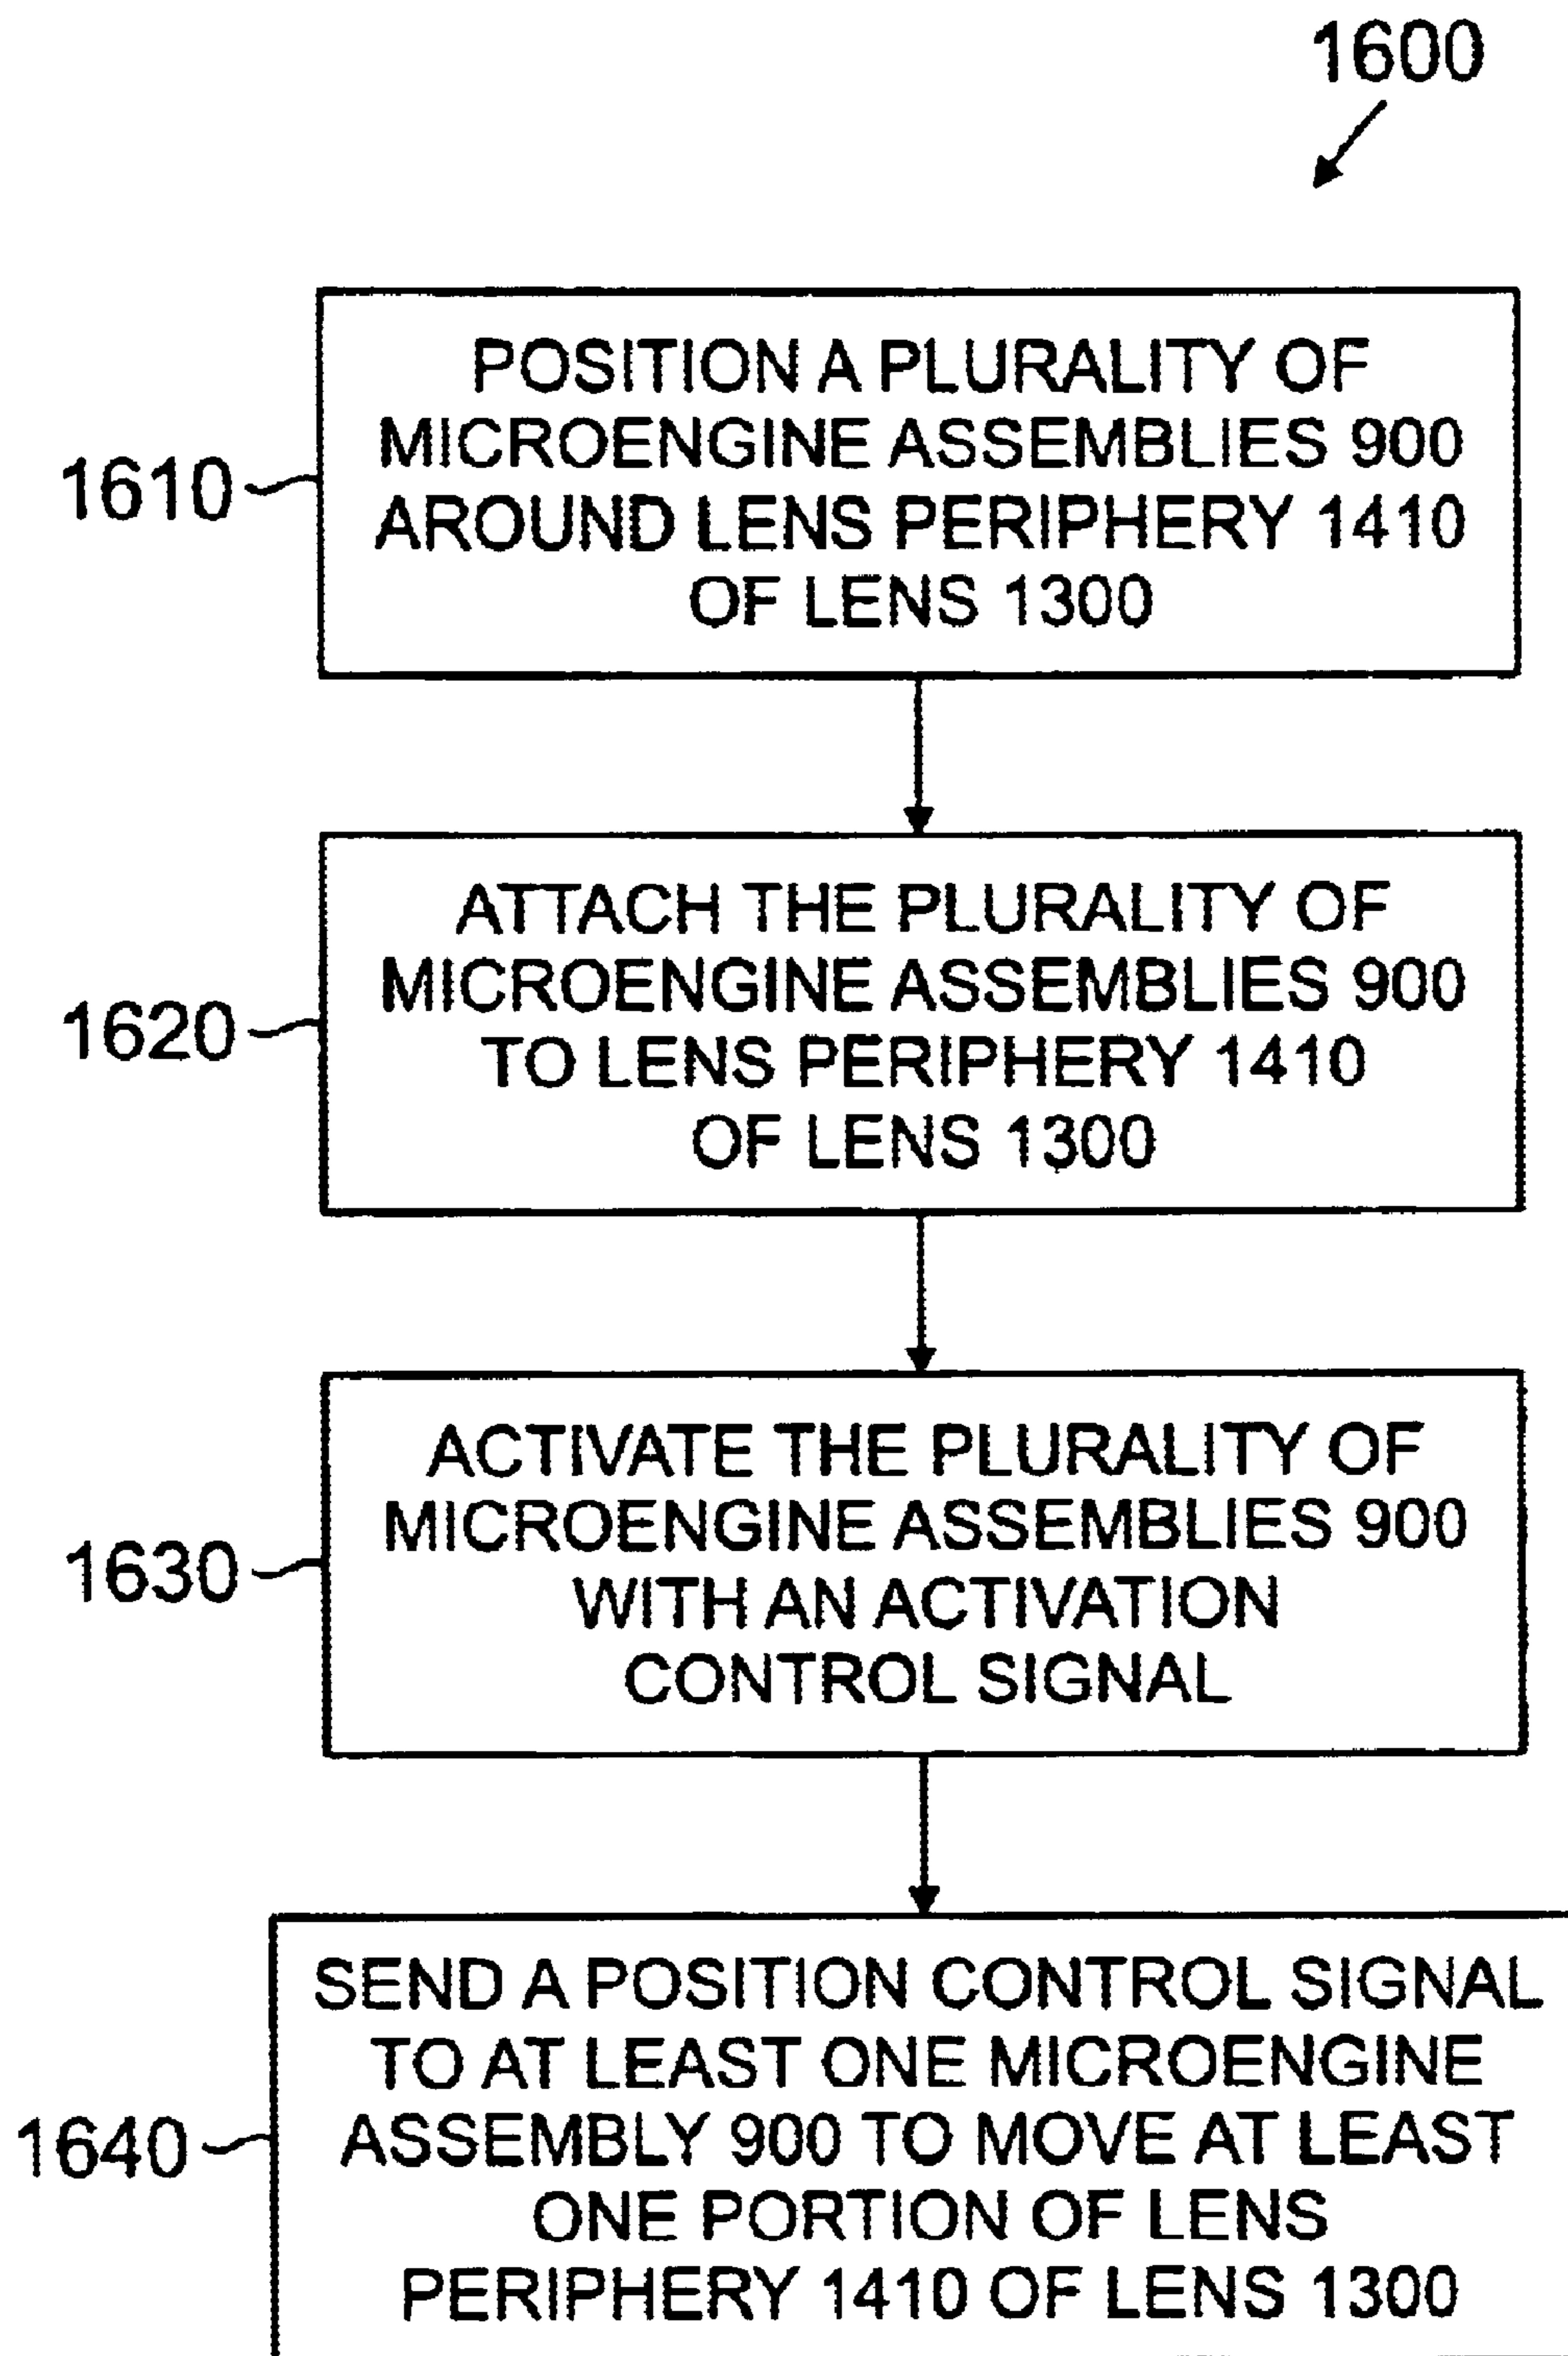 1600
POSITION A PLURALITY OF
MICROENGINE ASSEMBLIES 900
AROUND LENS PERIPHERY 1410
OF LENS 1300
1610
ATTACH THE PLURALITY OF
MICROENGINE ASSEMBLIES 900
TO LENS PERIPHERY 1410
OF LENS 1300
1620
ACTIVATE THE PLURALITY OF
MICROENGINE ASSEMBLIES 900
WITH AN ACTIVATION
CONTROL SIGNAL
1630
SEND A POSITION CONTROL SIGNAL
TO AT LEAST ONE MICROENGINE
ASSEMBLY 900 TO MOVE AT LEAST
ONE PORTION OF LENS
PERIPHERY 1410 OF LENS 1300
1640